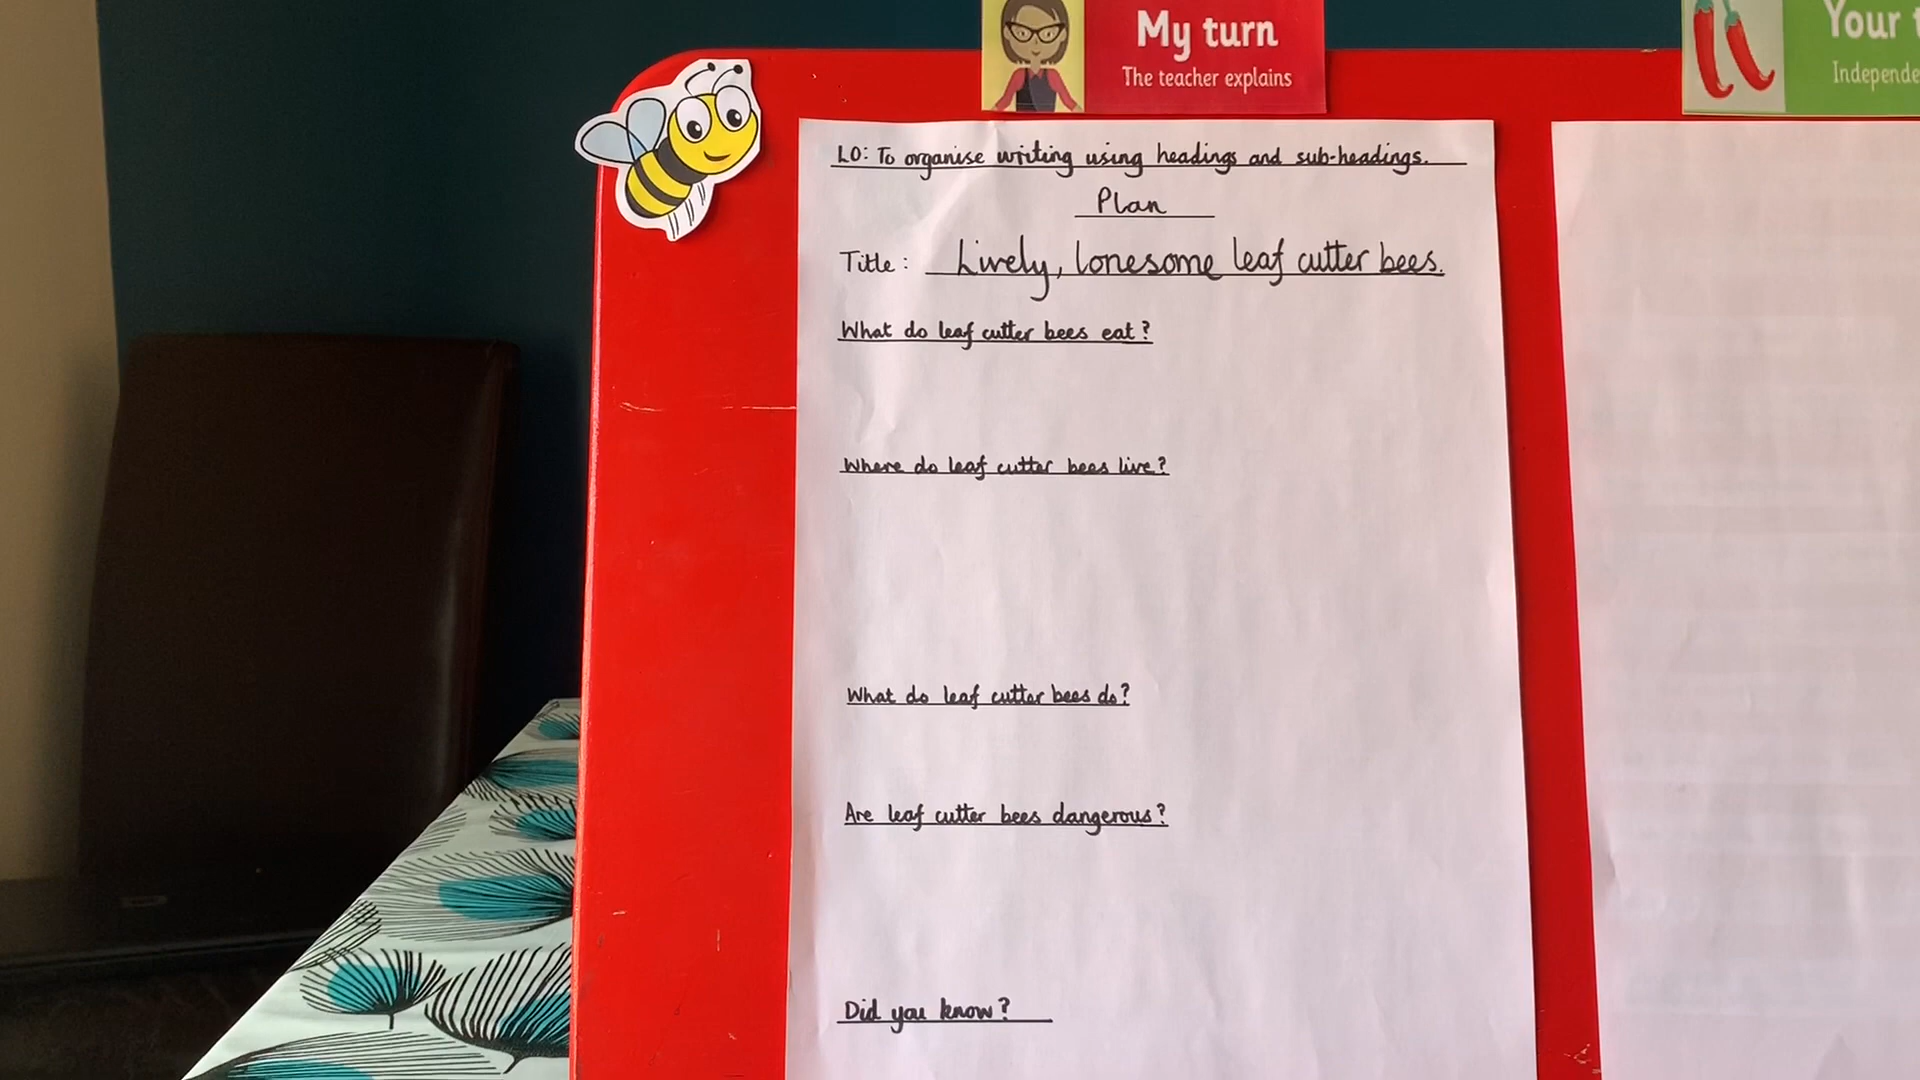 My turn
The teacher explains
Your
LO: To organise writing using headings and sub-headings.
Plan
Title: Lively, lonesome leaf cutter bees.
What do leaf cutter bees eat?
Where do leaf cutter bees live?
What do leaf cutter bees do?
Are leaf cutter bees dangerous?
Did you know?